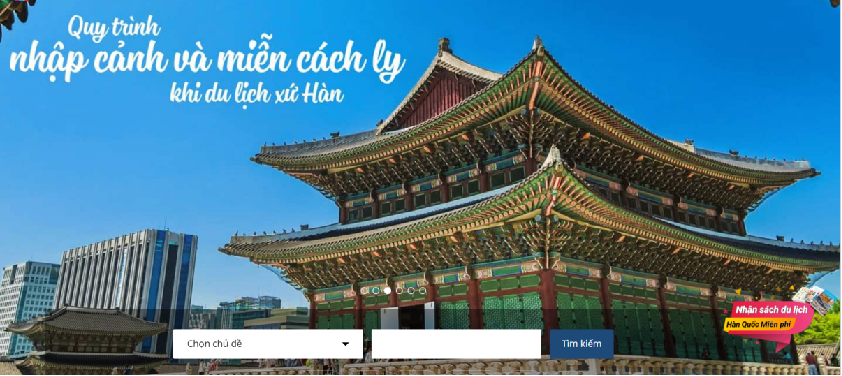 Quy trình
nhập cảnh và miễn cách ly
khi du lịch xứ Hàn
Nhận sách du lịch
Hàn Quốc Miễn phí
Chọn chủ đề
Tìm kiếm